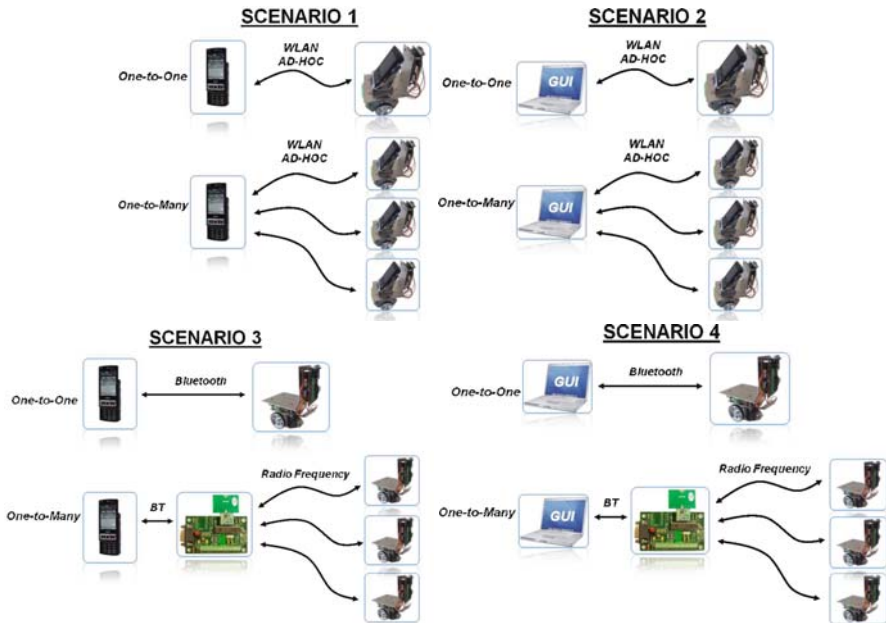 SCENARIO 1
WLAN
AD-HOC
One-to-One
WLAN
AD-HOC
One-to-Many
SCENARIO 2
WLAN
AD-HOC
One-to-One
GUI
WLAN
AD-HOC
One-to-Many
GUI
SCENARIO 3
Bluetooth
One-to-One
Radio Frequency
One-to-Many
BT
SCENARIO 4
Bluetooth
One-to-One
GUI
Radio Frequency
One-to-Many
GUI
BT